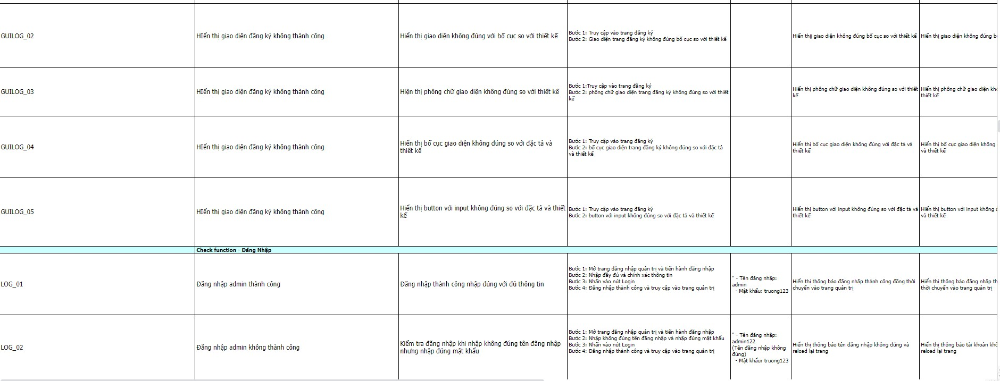 GUILOG_02
HIển thị giao diện đăng ký không thành công
Hiển thị giao diện không đúng với bố cục so với thiết kế
Bước 1: Truy cập vào trang đăng ký
Bước 2: Giao diện trang đăng ký không đúng bố cục so với thiết kế
Hiển thịi giao diện không đúng bố cục so với thiết kế
Hiển thị giao diện không đúng
GUILOG_03
HIển thị giao diện đăng ký không thành công
Hiện thị phông chữ giao diện không đúng so với thiết kế
Bước 1:Truy cập vào trang đăng ký
Bước 2: phông chữ giao diện trang đăng ký không đúng so với thiết
kế
Hiển thị phông chữ giao diện không đúng so với thiết
kế
Hiển thị phông chữ giao diện
thiết kế
GUILOG_04
HIển thị giao diện đăng ký không thành công
Hiển thị bố cục giao diện không đúng so với đặc tả và
thiết kế
Bước 1: Truy cập vào trang đăng ký
Bước 2: bố cục giao diện trang đăng ký không đúng so với đặc tả
và thiết kế
Hiển thị bố cục giao diện không đúng với đặc tả và
thiết kế
Hiển thị bố cục giao diện không
và thiết kế
GUILOG_05
HIển thị giao diện đăng ký không thành công
Hiển thị button với input không đúng so với đặc tả và thiết
kế
Bước 1: Truy cập vào trang đăng ký
Bước 2: button với input không đúng so với đặc tả và thiết kế
Hiển thị button với input không đúng so với đặc tả và
thiết kế
Hiển thị button với input không
và thiết kế
Check function - Đăng Nhập
LOG_01
Đăng nhập admin thành công
Đăng nhập thành công nhập đúng với đủ thông tin
Bước 1: Mở trang đăng nhập quản trị và tiến hành đăng nhập
Bước 2: Nhập đầy đủ và chính xác thông tin
Bước 3: Nhấn vào nút Login
Bước 4: Đăng nhập thành công và truy cập vào trang quản trị
" - Tên đăng nhập:
admin
- Mật khẩu: truong123
Hiển thị thông báo đăng nhập thành công đồng thời
chuyển vào trang quản trị
Hiển thị thông báo đăng nhập
thời chuyển vào trang quản trị
LOG_02
Đăng nhập admin không thành công
Kiểm tra đăng nhập khi nhập không đúng tên đăng nhập
nhưng nhập đúng mật khẩu
Bước 1: Mở trang đăng nhập quản trị và tiến hành đăng nhập
Bước 2: Nhập không đúng tên đăng nhập và nhập đúng mật khẩu
Bước 3: Nhấn vào nút Login
Bước 4: Đăng nhập thành công và truy cập vào trang quản trị
" - Tên đăng nhập:
admin122
(Tên đăng nhập không
đúng)
- Mật khẩu: truong123
Hiển thị thông báo tên đăng nhập không đúng và
reload lại trang
Hiển thị thông báo tài khoản
reload lại trang